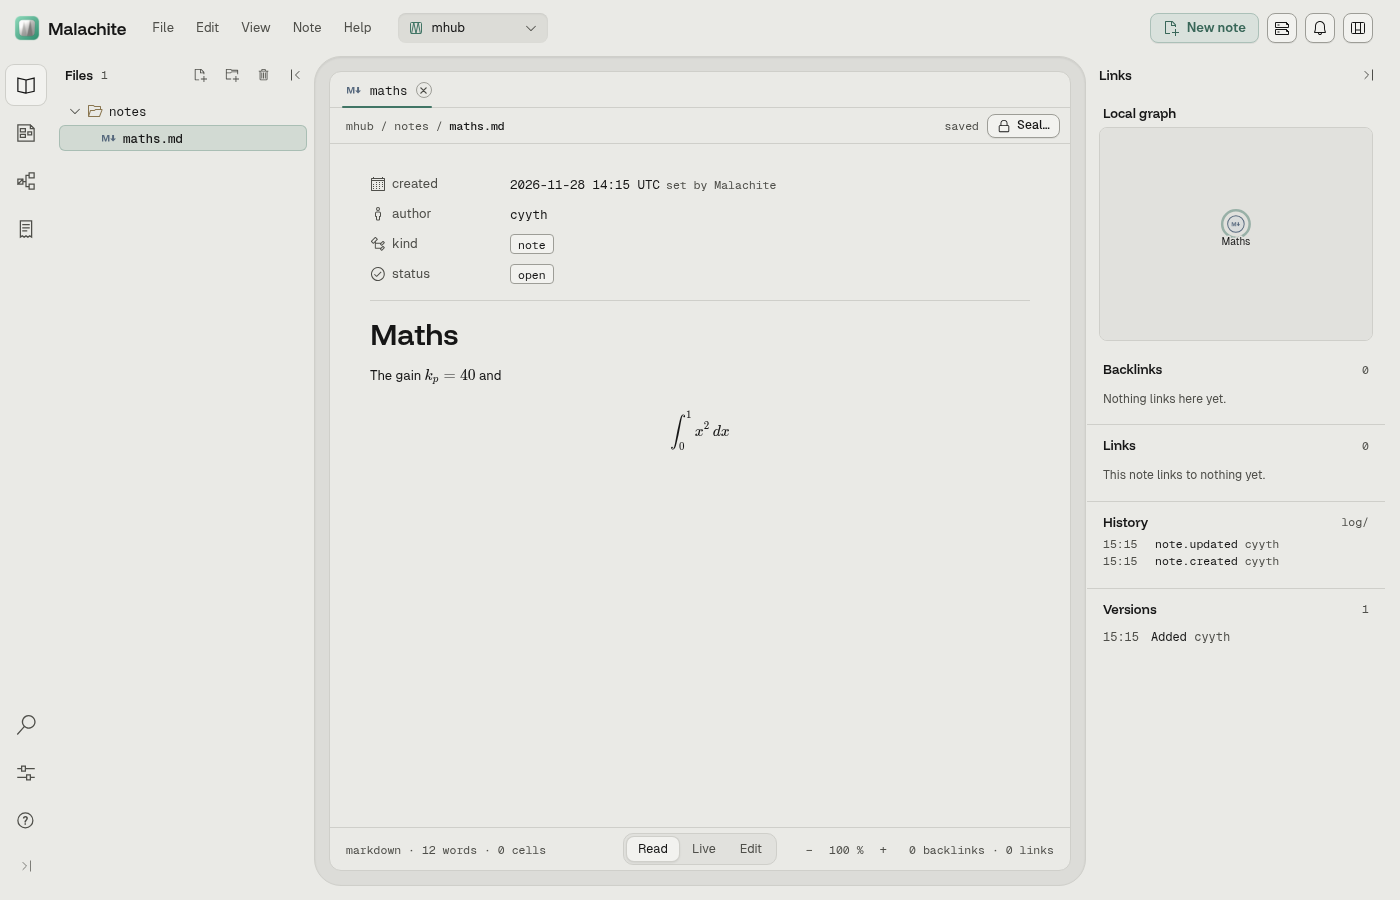 Malachite File Edit View Note Help mhub New note
Files 1
notes
M↓ maths.md
M↓ maths
mhub / notes / maths.md saved Seal…
created 2026-11-28 14:15 UTC set by Malachite
author cyyth
kind note
status open
Maths
The gain kₚ = 40 and
∫₀¹ x² dx
markdown · 12 words · 0 cells Read Live Edit − 100 % + 0 backlinks · 0 links
Links
Local graph
M↓
Maths
Backlinks 0
Nothing links here yet.
Links 0
This note links to nothing yet.
History log/
15:15 note.updated cyyth
15:15 note.created cyyth
Versions 1
15:15 Added cyyth